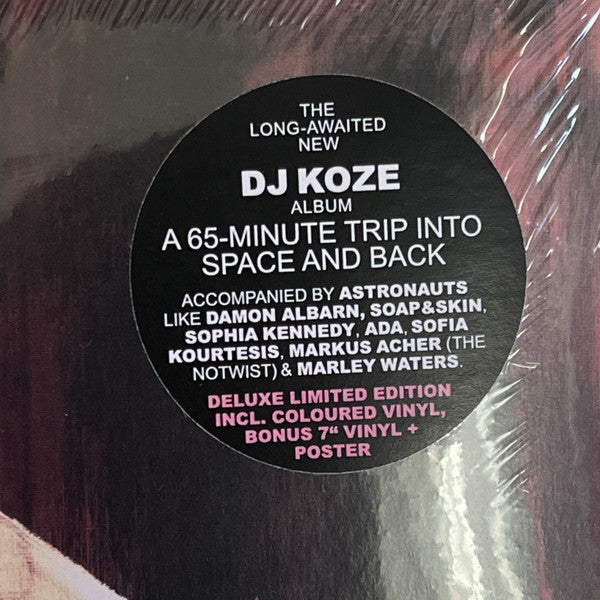 THE
LONG-AWAITED
NEW
DJ KOZE
ALBUM
A 65-MINUTE TRIP INTO
SPACE AND BACK
ACCOMPANIED BY ASTRONAUTS
LIKE DAMON ALBARN, SOAP&SKIN,
SOPHIA KENNEDY, ADA, SOFIA
KOURTESIS, MARKUS ACHER (THE
NOTWIST) & MARLEY WATERS.
DELUXE LIMITED EDITION
INCL. COLOURED VINYL,
BONUS 7“ VINYL +
POSTER